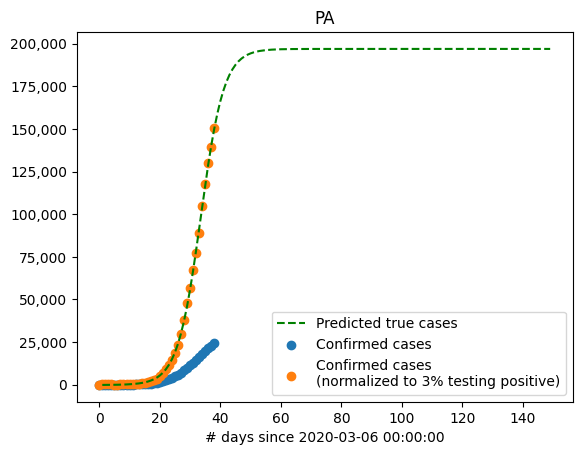 PA
200,000
175,000
150,000
125,000
100,000
75,000
50,000
25,000
0
Predicted true cases
Confirmed cases
Confirmed cases
(normalized to 3% testing positive)
0 20 40 60 80 100 120 140
# days since 2020-03-06 00:00:00